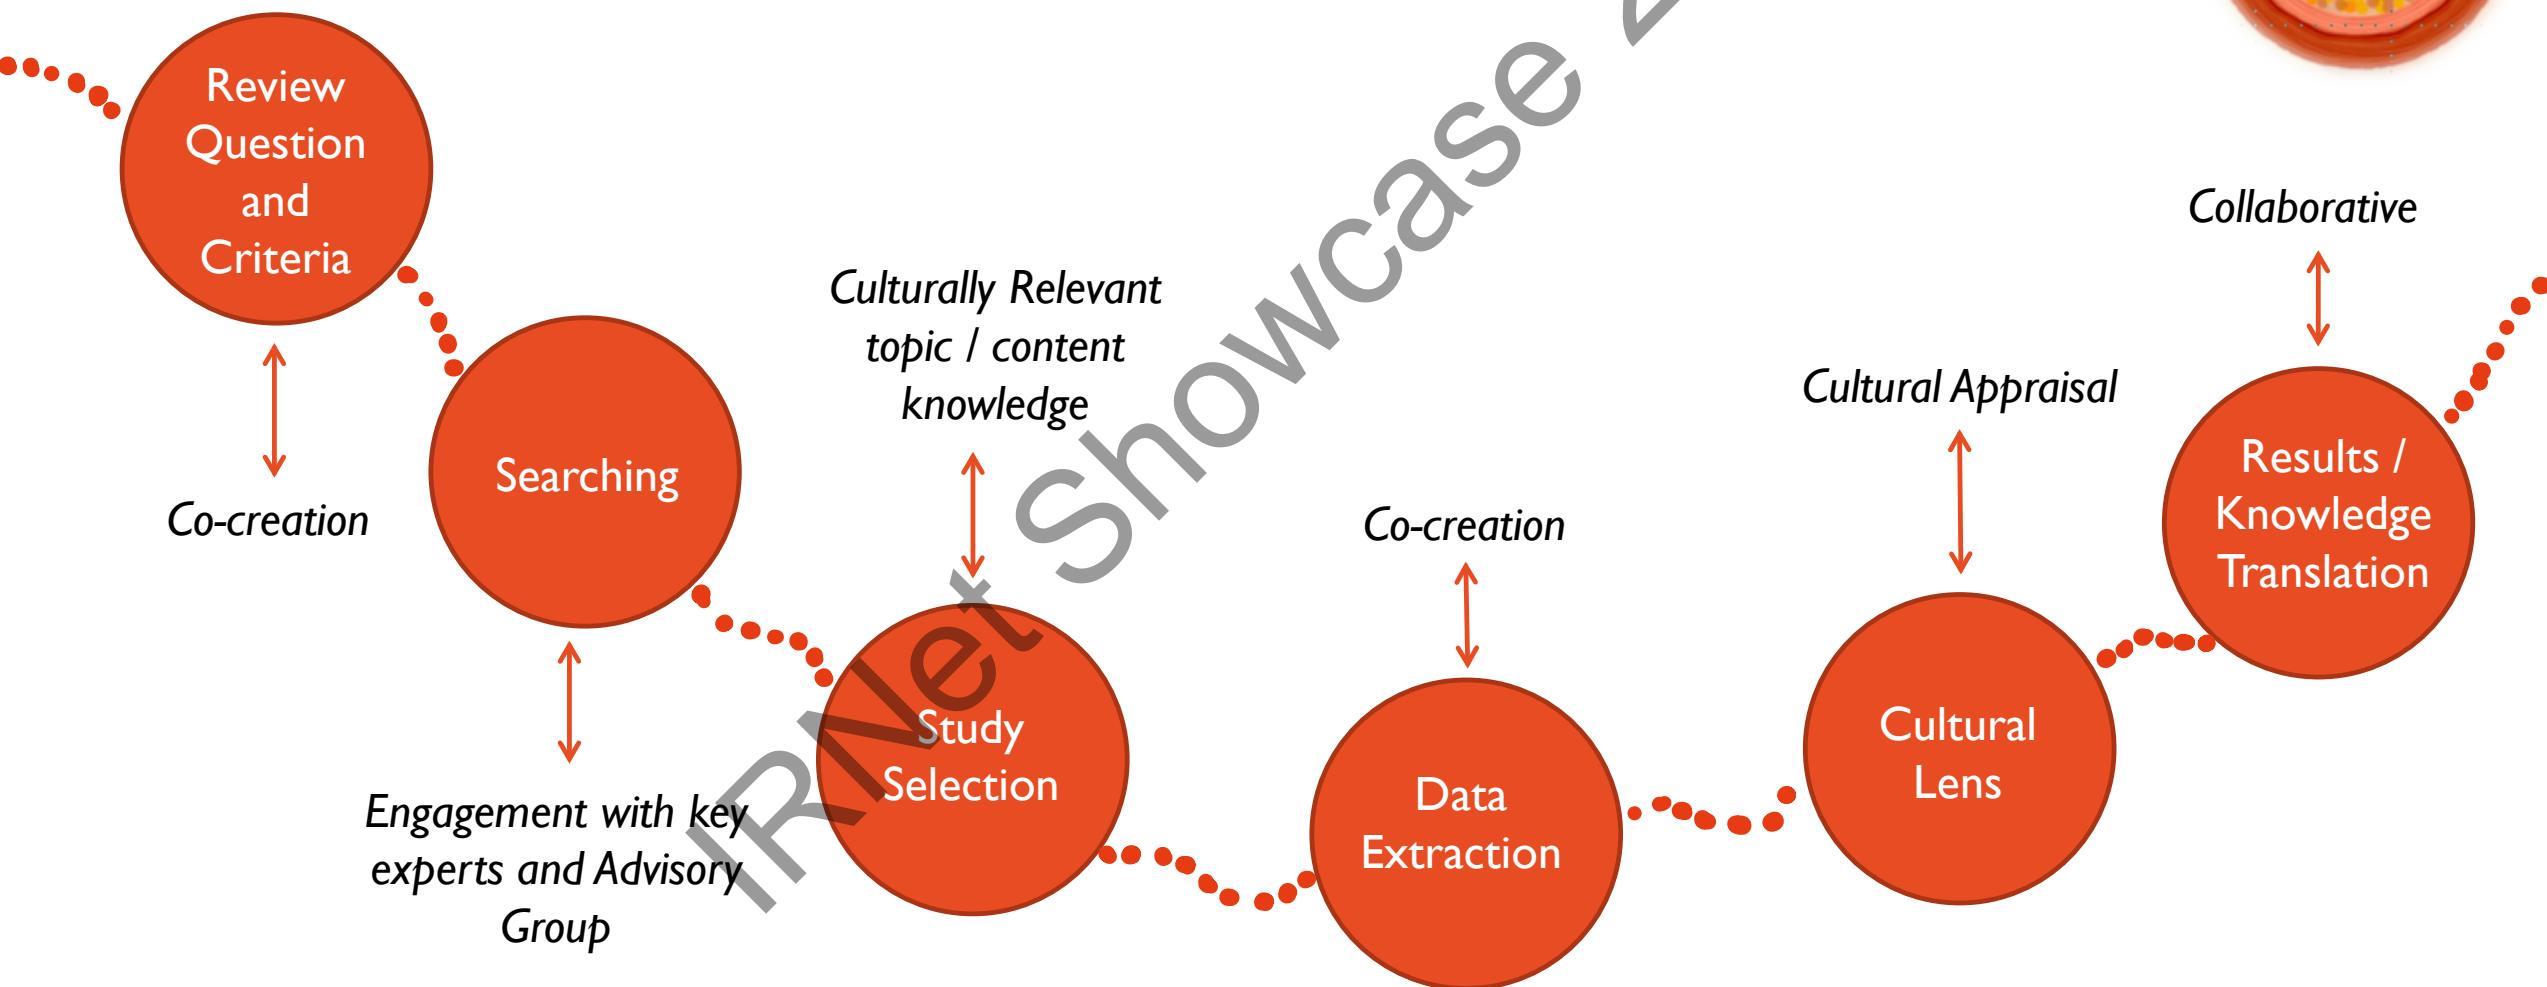 Review
Question
and
Criteria
Co-creation
Searching
Engagement with key
experts and Advisory
Group
Culturally Relevant
topic / content
knowledge
Study
Selection
Co-creation
Data
Extraction
Cultural Appraisal
Cultural
Lens
Collaborative
Results /
Knowledge
Translation
IRNet Showcase